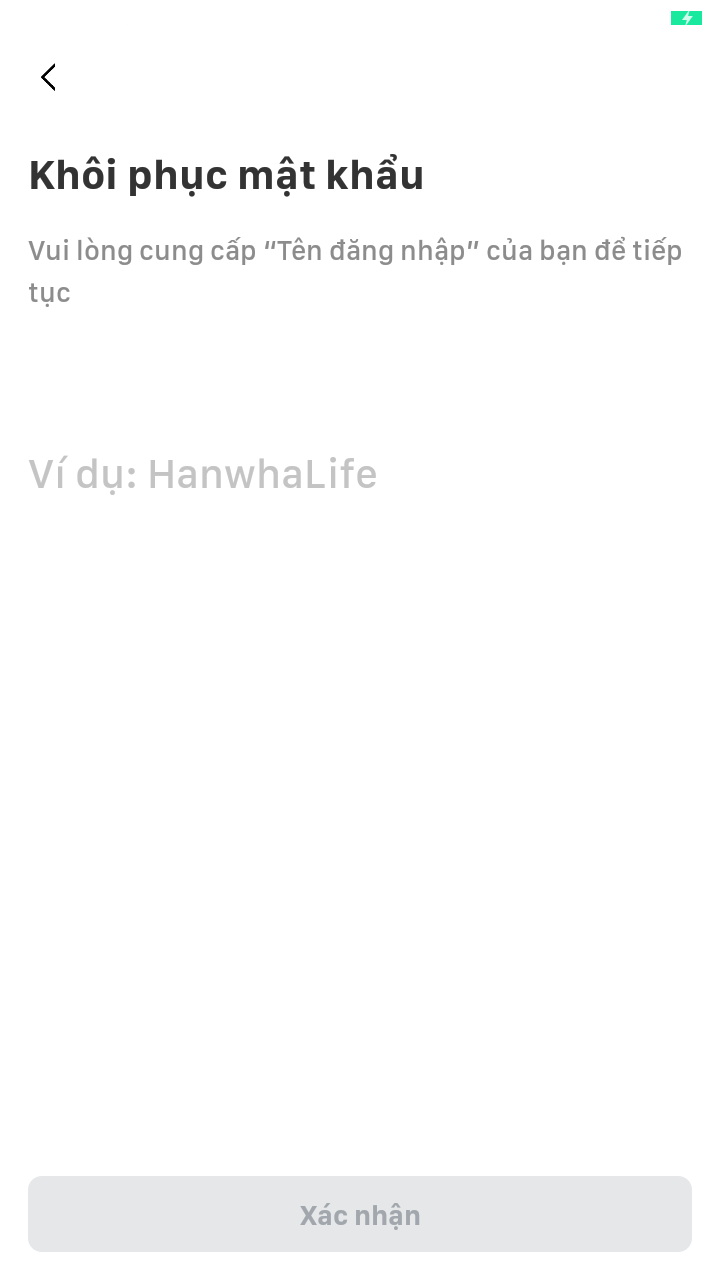 Khôi phục mật khẩu
Vui lòng cung cấp “Tên đăng nhập” của bạn để tiếp
tục
Ví dụ: HanwhaLife
Xác nhận